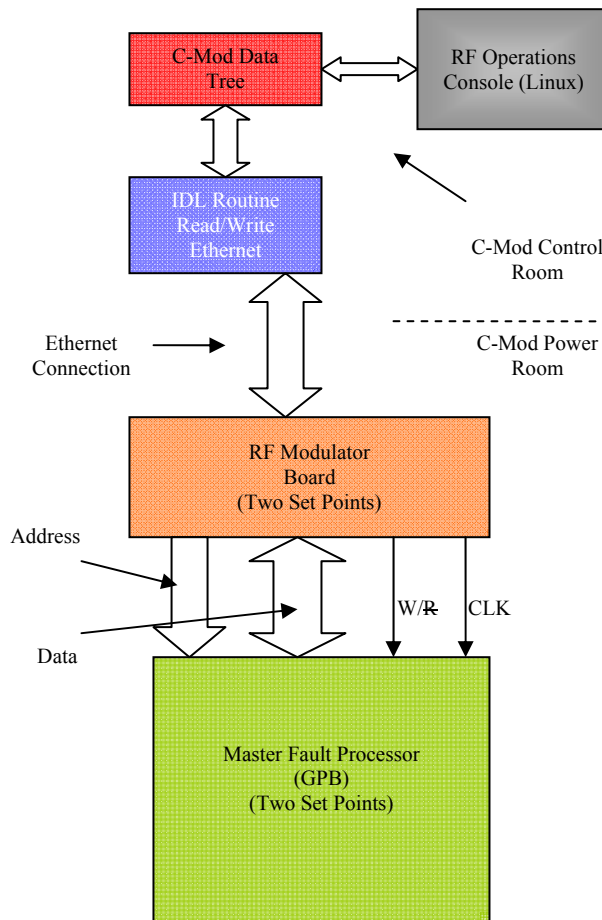 C-Mod Data
Tree
RF Operations
Console (Linux)
IDL Routine
Read/Write
Ethernet
C-Mod Control
Room
Ethernet
Connection
C-Mod Power
Room
RF Modulator
Board
(Two Set Points)
Address
W/R
CLK
Data
Master Fault Processor
(GPB)
(Two Set Points)